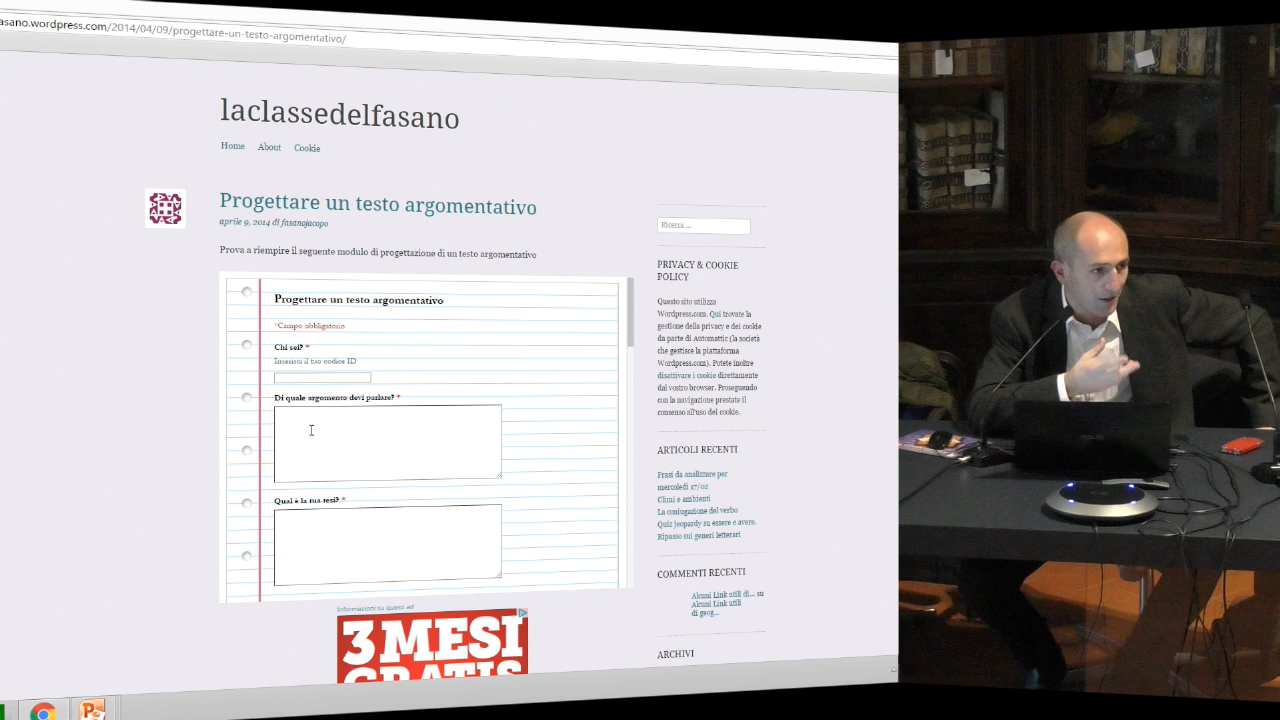 asano.wordpress.com/2014/04/09/progettare-un-testo-argomentativo/
laclassedelfasano
Home About Cookie
Progettare un testo argomentativo
aprile 9, 2014 di fasanojacopo
Prova a riempire il seguente modulo di progettazione di un testo argomentativo
Progettare un testo argomentativo
*Campo obbligatorio
Chi sei? *
Inserisci il tuo codice ID
Di quale argomento devi parlare? *
Qual è la tua tesi? *
Informazioni su questi ad
3 MESI
GRATIS
Ricerca ...
PRIVACY & COOKIE
POLICY
Questo sito utilizza
Wordpress.com. Qui trovate la
gestione della privacy e dei cookie
da parte di Automattic (la società
che gestisce la piattaforma
Wordpress.com). Potete inoltre
disattivare i cookie direttamente
dal vostro browser. Proseguendo
con la navigazione prestate il
consenso all'uso dei cookie.
ARTICOLI RECENTI
Frasi da analizzare per
mercoledì 17/02
Climi e ambienti
La coniugazione del verbo
Quiz jeopardy su essere e avere.
Ripasso sui generi letterari
COMMENTI RECENTI
Alcuni Link utili di... su
Alcuni Link utili
di geog...
ARCHIVI